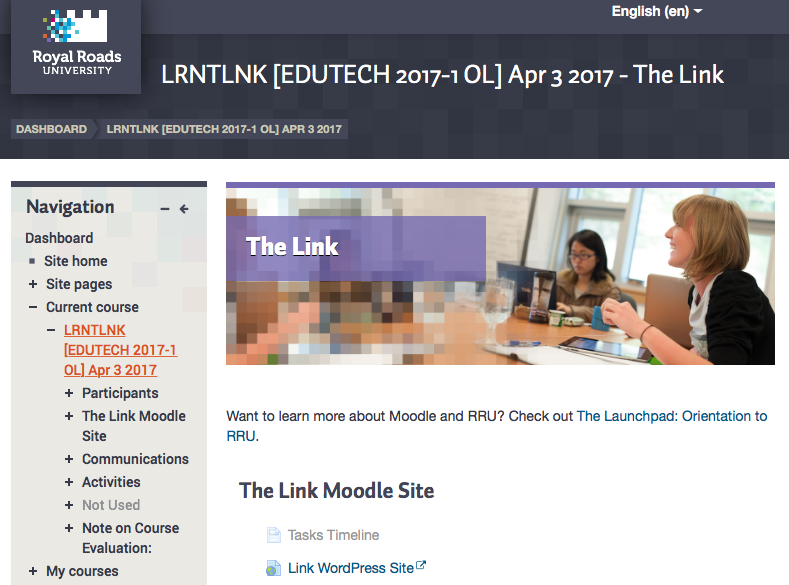 English (en)
Royal Roads
UNIVERSITY
LRNTLNK [EDUTECH 2017-1 OL] Apr 3 2017 - The Link
DASHBOARD
LRNTLNK [EDUTECH 2017-1 OL] APR 3 2017
Navigation
Dashboard
Site home
Site pages
Current course
LRNTLNK
[EDUTECH 2017-1
OL] Apr 3 2017
Participants
The Link Moodle
Site
Communications
Activities
Not Used
Note on Course
Evaluation:
My courses
The Link
Want to learn more about Moodle and RRU? Check out The Launchpad: Orientation to
RRU.
The Link Moodle Site
Tasks Timeline
Link WordPress Site